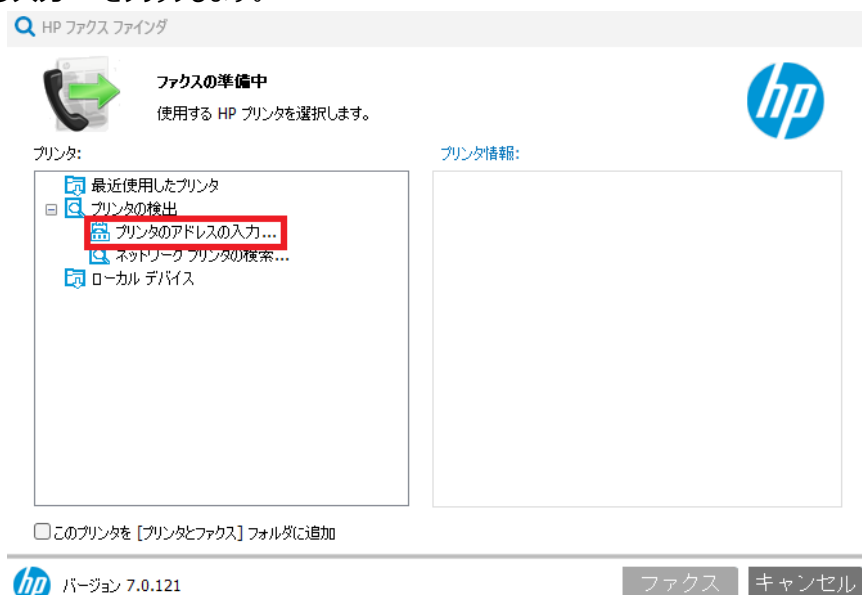 HP ファクス ファインダ
ファクスの準備中
使用する HP プリンタを選択します。
hp
プリンタ:
プリンタ情報:
最近使用したプリンタ
プリンタの検出
プリンタのアドレスの入力...
ネットワーク プリンタの検索...
ローカル デバイス
このプリンタを [プリンタとファクス] フォルダに追加
hp バージョン 7.0.121
ファクス キャンセル